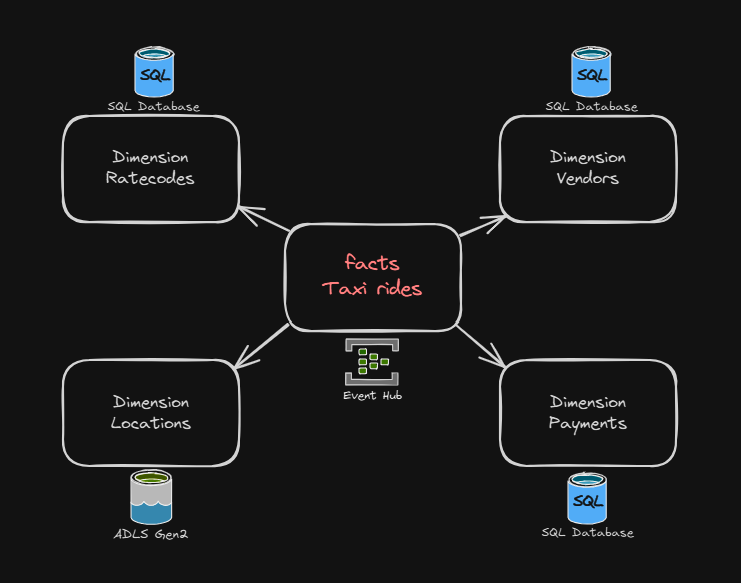 SQL
SQL Database
Dimension
Ratecodes
SQL
SQL Database
Dimension
Vendors
facts
Taxi rides
Event Hub
Dimension
Locations
ADLS Gen2
Dimension
Payments
SQL
SQL Database